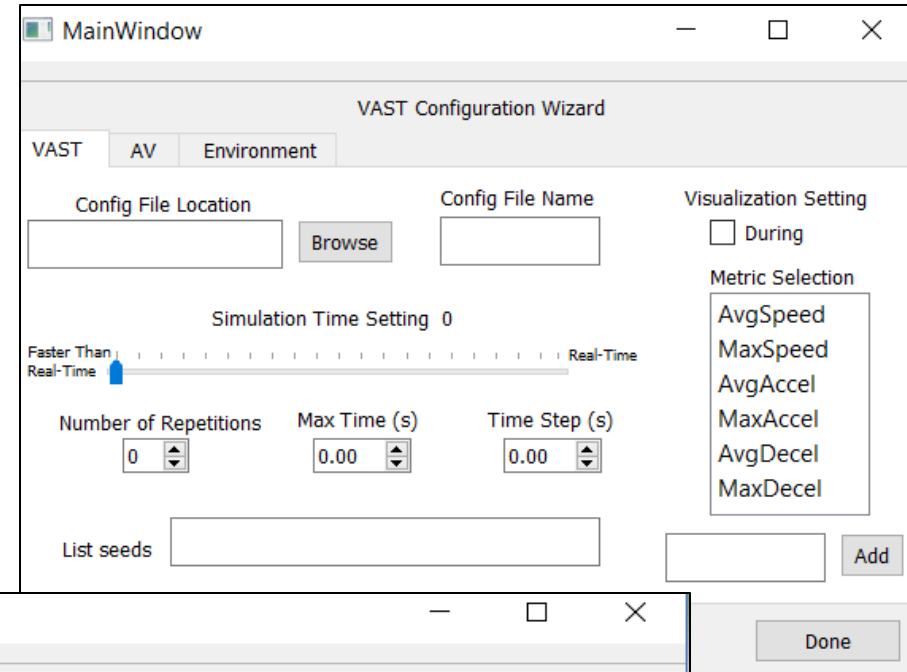 MainWindow
VAST Configuration Wizard
VAST AV Environment
Config File Location
Browse
Config File Name
Visualization Setting
During
Metric Selection
AvgSpeed
MaxSpeed
AvgAccel
MaxAccel
AvgDecel
MaxDecel
Simulation Time Setting 0
Faster Than
Real-Time
Real-Time
Number of Repetitions Max Time (s) Time Step (s)
0 0.00 0.00
List seeds
Add
Done